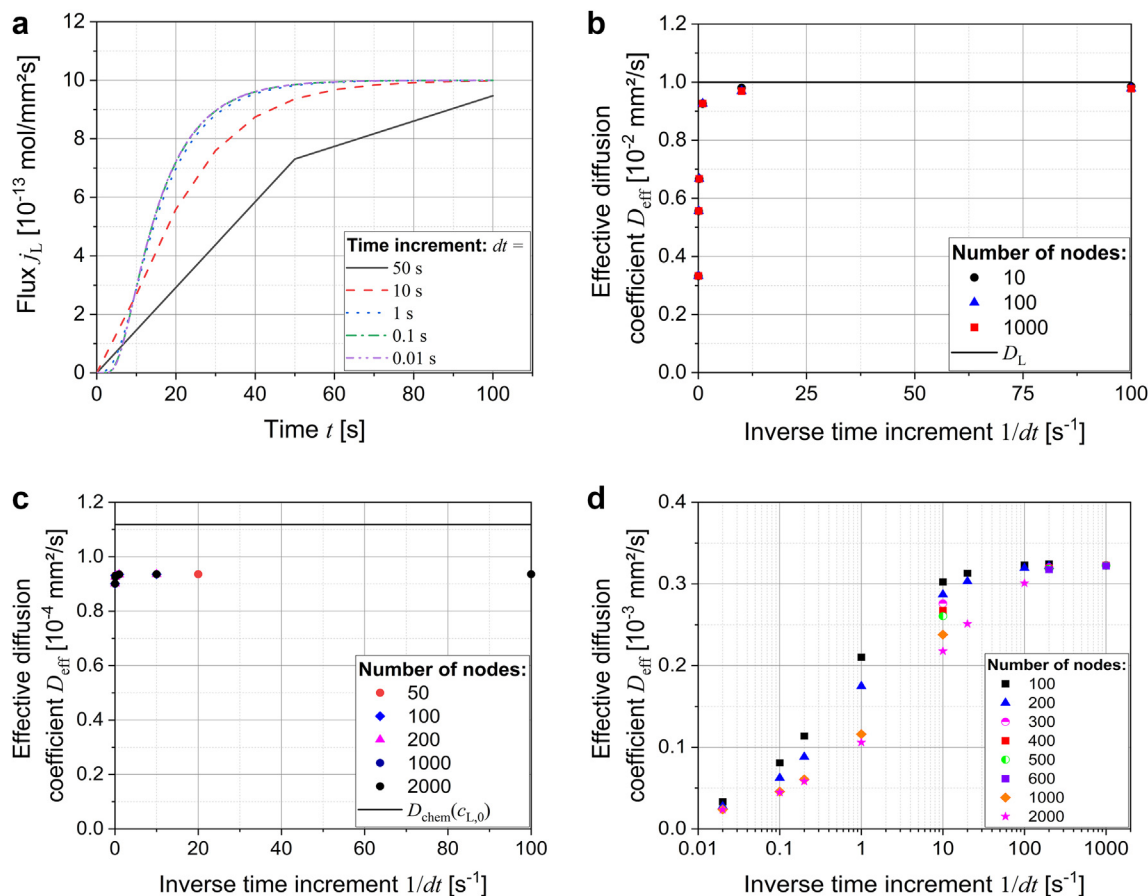 a
12
10
8
6
4
2
0
Flux j_L [10⁻¹³ mol/mm²s]
0 20 40 60 80 100
Time t [s]
Time increment: dt =
50 s
10 s
1 s
0.1 s
0.01 s
b
1.2
1.0
0.8
0.6
0.4
0.2
0.0
Effective diffusion
coefficient D_eff [10⁻² mm²/s]
0 25 50 75 100
Inverse time increment 1/dt [s⁻¹]
Number of nodes:
10
100
1000
D_L
c
1.2
1.0
0.8
0.6
0.4
0.2
0.0
Effective diffusion
coefficient D_eff [10⁻⁴ mm²/s]
0 20 40 60 80 100
Inverse time increment 1/dt [s⁻¹]
Number of nodes:
50
100
200
1000
2000
D_chem(c_L,0)
d
0.4
0.3
0.2
0.1
0.0
Effective diffusion
coefficient D_eff [10⁻³ mm²/s]
0.01 0.1 1 10 100 1000
Inverse time increment 1/dt [s⁻¹]
Number of nodes:
100
200
300
400
500
600
1000
2000